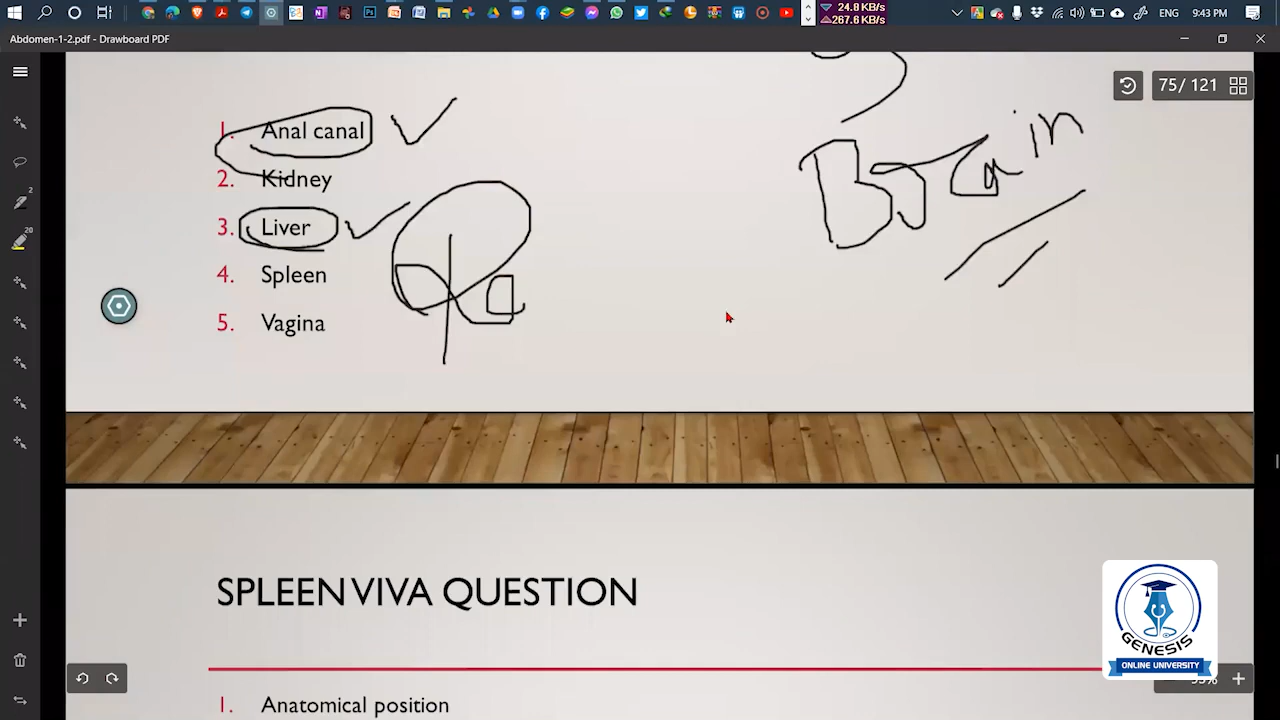 24.8 KB/s
267.6 KB/s
ENG
9:43 PM
Abdomen-1-2.pdf - Drawboard PDF
75/ 121
1. Anal canal
2. Kidney
3. Liver
4. Spleen
5. Vagina
Brain
2
20
SPLEEN VIVA QUESTION
1. Anatomical position
GENESIS
ONLINE UNIVERSITY